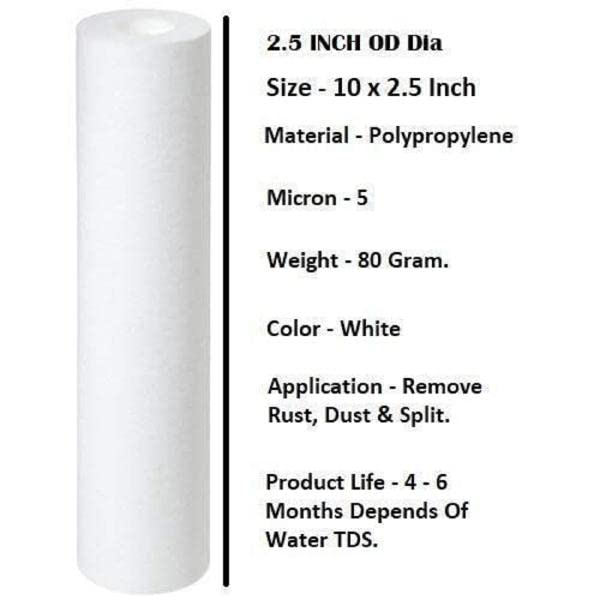 2.5 INCH OD Dia
Size - 10 x 2.5 Inch
Material - Polypropylene
Micron - 5
Weight - 80 Gram.
Color - White
Application - Remove
Rust, Dust & Split.
Product Life - 4 - 6
Months Depends Of
Water TDS.